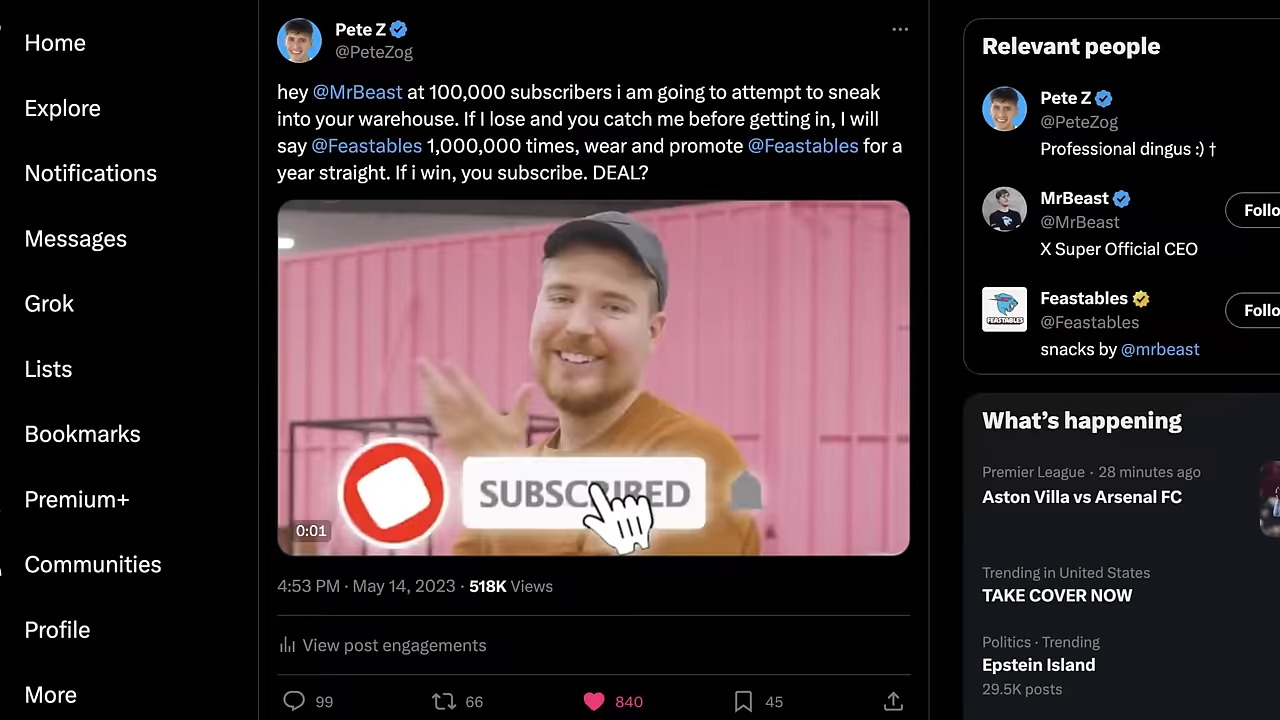 Home
Explore
Notifications
Messages
Grok
Lists
Bookmarks
Premium+
Communities
Profile
More
Pete Z
@PeteZog
hey @MrBeast at 100,000 subscribers i am going to attempt to sneak
into your warehouse. If I lose and you catch me before getting in, I will
say @Feastables 1,000,000 times, wear and promote @Feastables for a
year straight. If i win, you subscribe. DEAL?
SUBSCRIBED
0:01
4:53 PM · May 14, 2023 · 518K Views
View post engagements
99
66
840
45
Relevant people
Pete Z
@PeteZog
Professional dingus :) †
MrBeast
@MrBeast
Follo
X Super Official CEO
FEASTABLES
Feastables
@Feastables
Follo
snacks by @mrbeast
What's happening
Premier League · 28 minutes ago
Aston Villa vs Arsenal FC
Trending in United States
TAKE COVER NOW
Politics · Trending
Epstein Island
29.5K posts